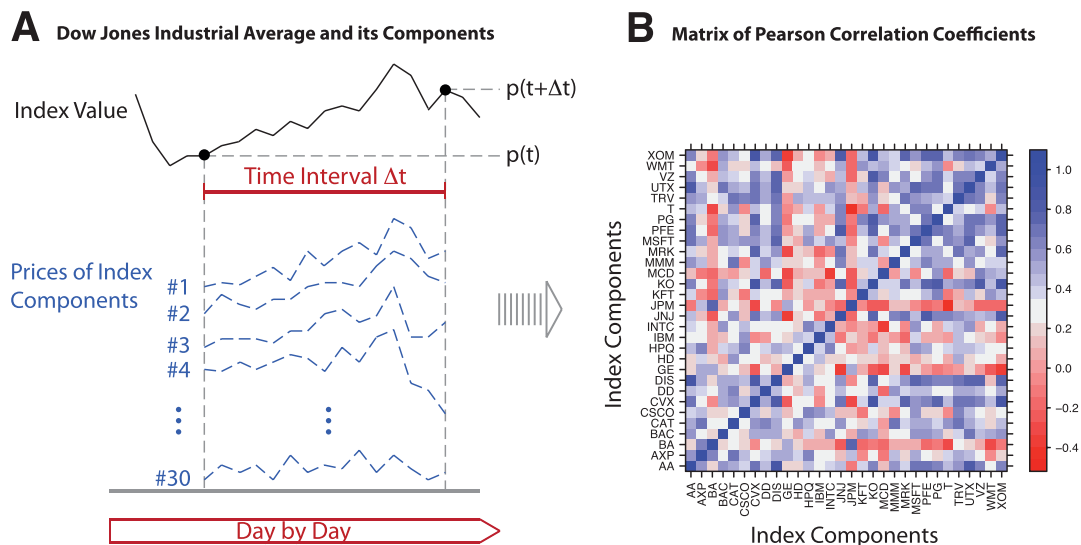 A Dow Jones Industrial Average and its Components
Index Value
p(t+Δt)
p(t)
Time Interval Δt
Prices of Index
Components
#1
#2
#3
#4
#30
Day by Day
B Matrix of Pearson Correlation Coefficients
Index Components
XOM
WMT
VZ
UTX
TRV
T
PG
PFE
MSFT
MRK
MMM
MCD
KO
KFT
JPM
JNJ
INTC
IBM
HPQ
HD
GE
DIS
DD
CVX
CSCO
CAT
BAC
BA
AXP
AA
AA
AXP
BA
BAC
CAT
CSCO
CVX
DD
DIS
GE
HD
HPQ
IBM
INTC
JNJ
JPM
KFT
KO
MCD
MMM
MRK
MSFT
PFE
PG
T
TRV
UTX
VZ
WMT
XOM
Index Components
1.0
0.8
0.6
0.4
0.2
0.0
−0.2
−0.4